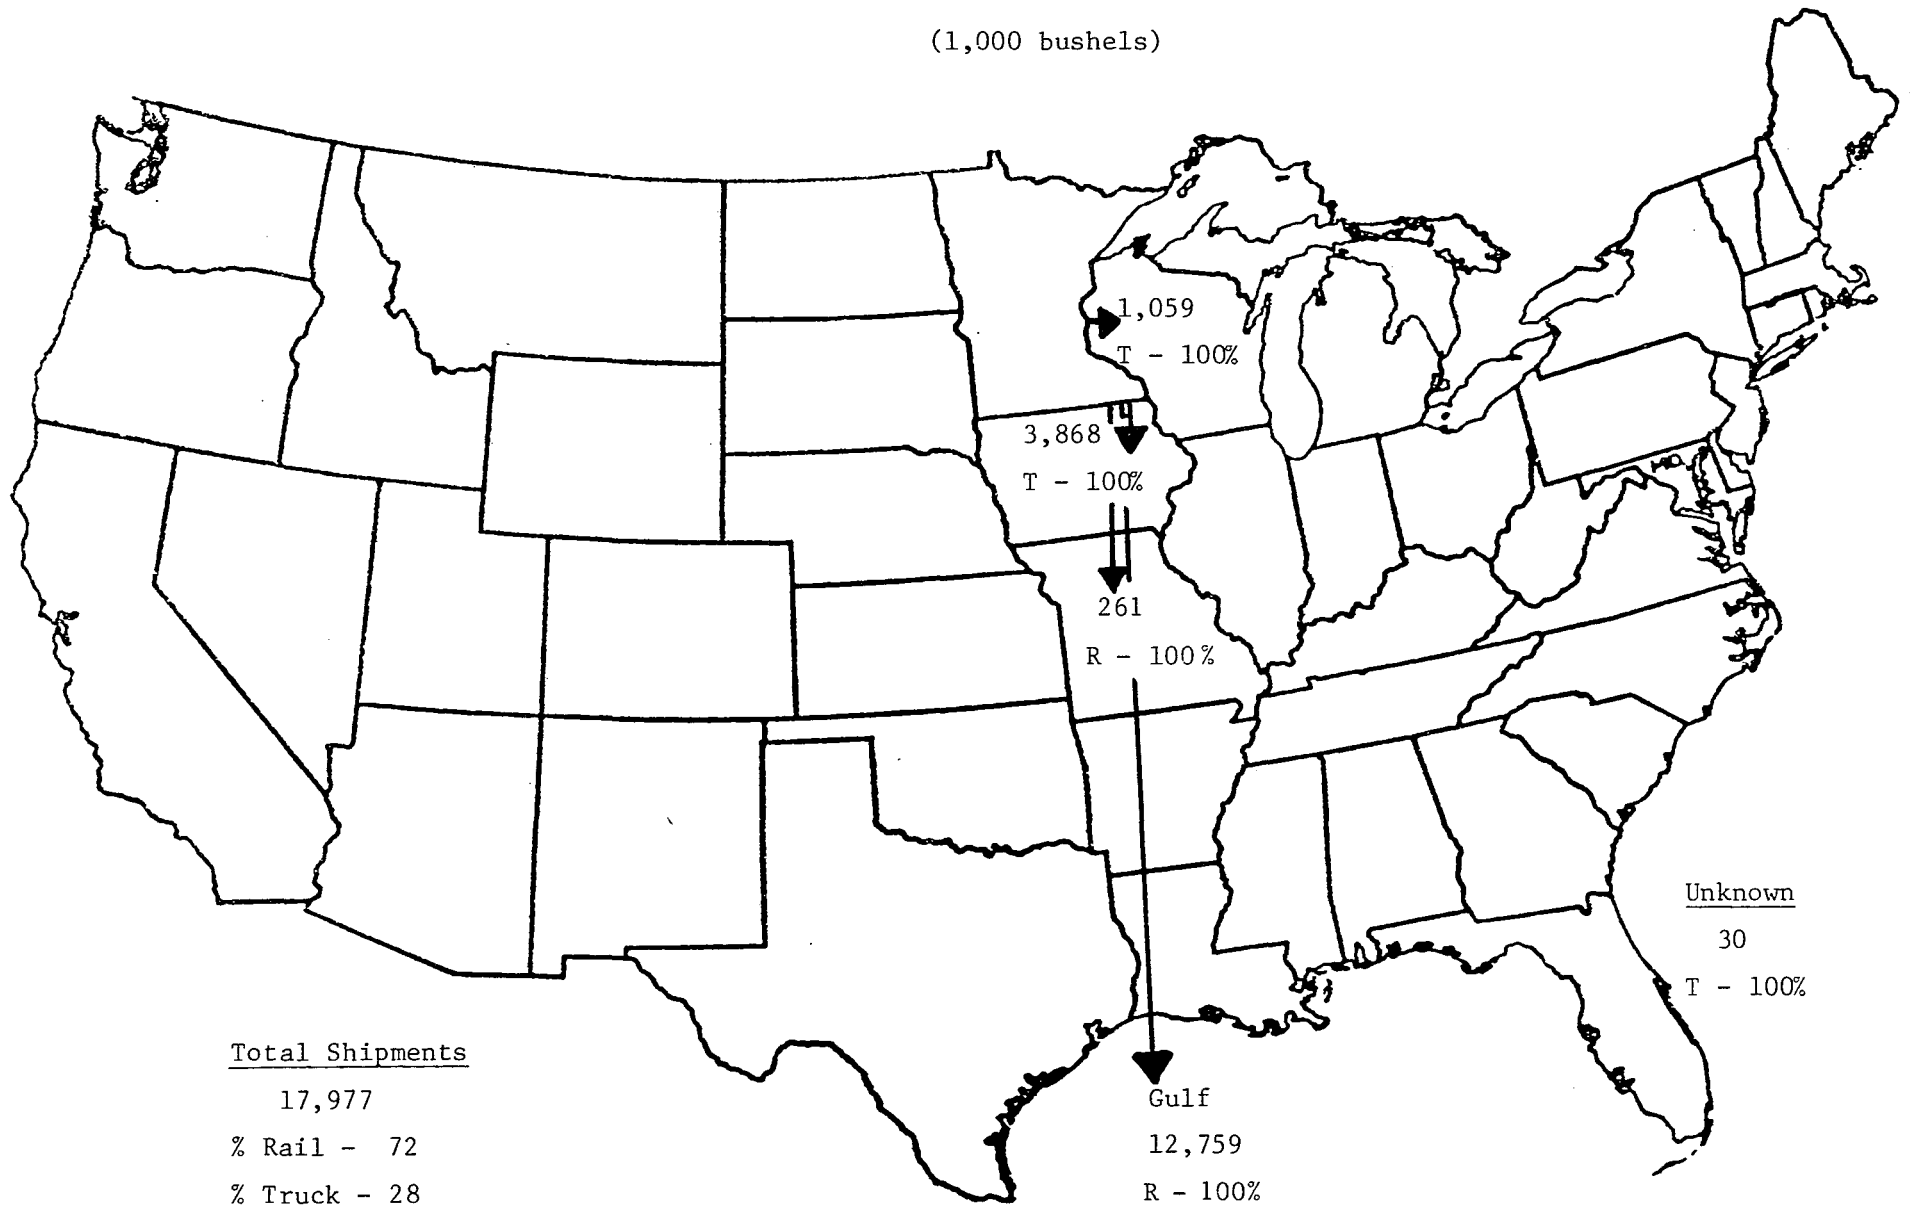 (1,000 bushels)
1,059
T - 100%
3,868
T - 100%
261
R - 100%
Unknown
30
T - 100%
Total Shipments
17,977
% Rail - 72
% Truck - 28
Gulf
12,759
R - 100%